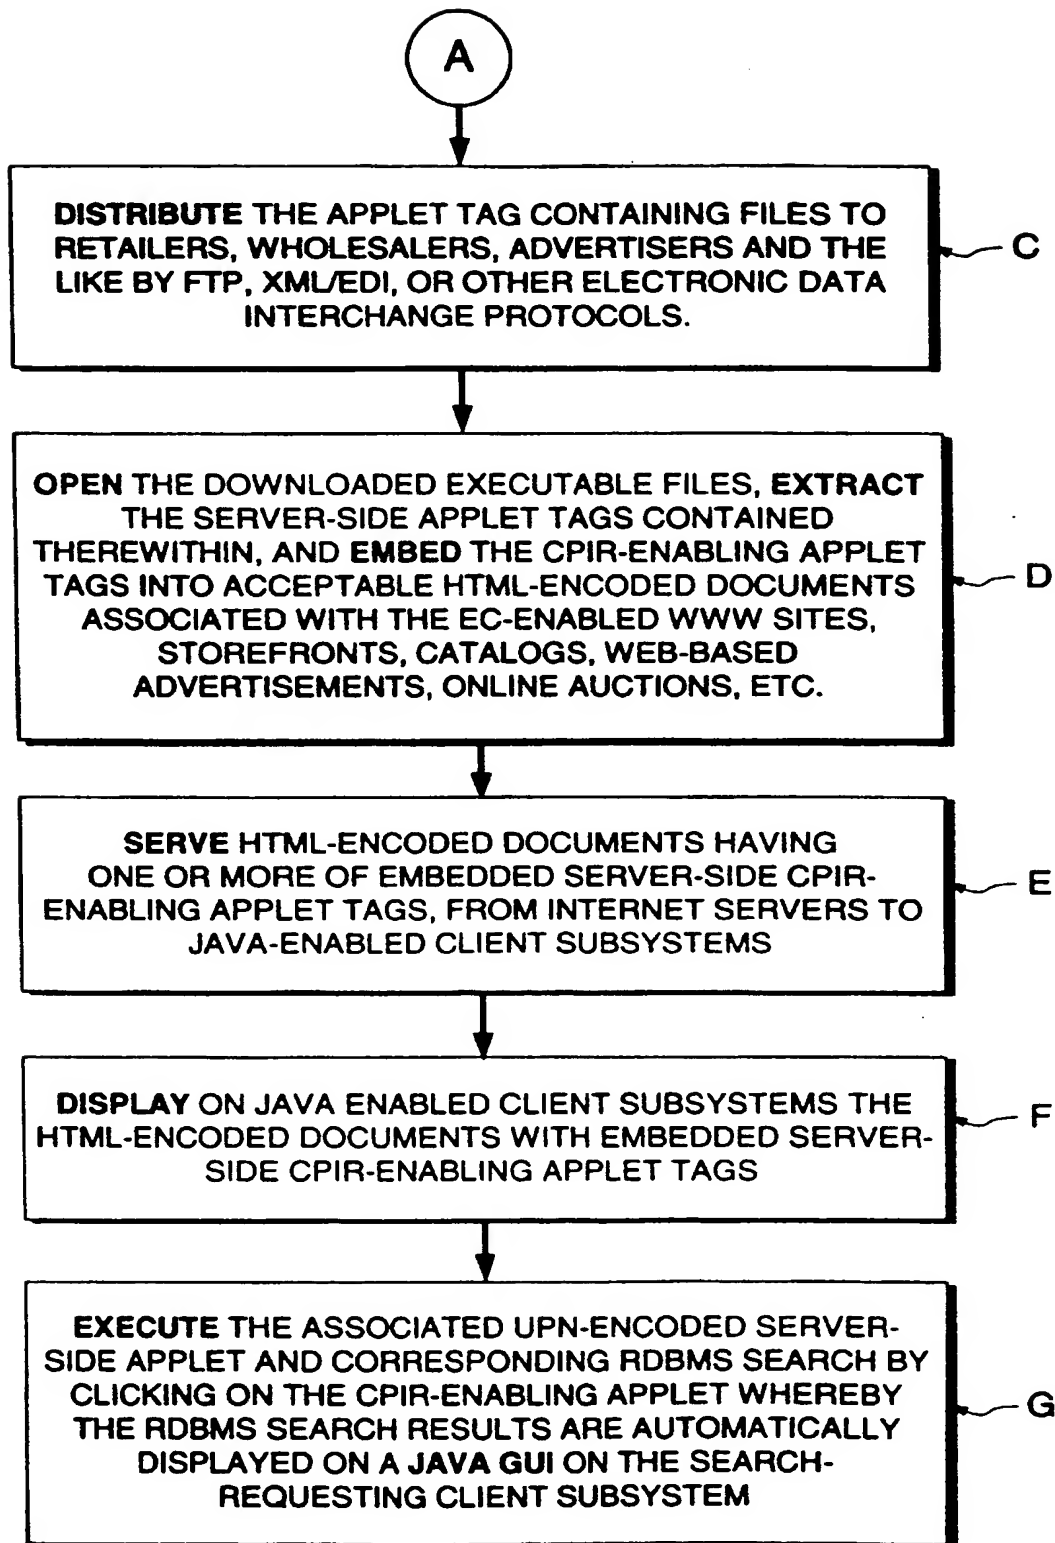 A
DISTRIBUTE THE APPLET TAG CONTAINING FILES TO
RETAILERS, WHOLESALERS, ADVERTISERS AND THE
LIKE BY FTP, XML/EDI, OR OTHER ELECTRONIC DATA
INTERCHANGE PROTOCOLS.
C
OPEN THE DOWNLOADED EXECUTABLE FILES, EXTRACT
THE SERVER-SIDE APPLET TAGS CONTAINED
THEREWITHIN, AND EMBED THE CPIR-ENABLING APPLET
TAGS INTO ACCEPTABLE HTML-ENCODED DOCUMENTS
ASSOCIATED WITH THE EC-ENABLED WWW SITES,
STOREFRONTS, CATALOGS, WEB-BASED
ADVERTISEMENTS, ONLINE AUCTIONS, ETC.
D
SERVE HTML-ENCODED DOCUMENTS HAVING
ONE OR MORE OF EMBEDDED SERVER-SIDE CPIR-
ENABLING APPLET TAGS, FROM INTERNET SERVERS TO
JAVA-ENABLED CLIENT SUBSYSTEMS
E
DISPLAY ON JAVA ENABLED CLIENT SUBSYSTEMS THE
HTML-ENCODED DOCUMENTS WITH EMBEDDED SERVER-
SIDE CPIR-ENABLING APPLET TAGS
F
EXECUTE THE ASSOCIATED UPN-ENCODED SERVER-
SIDE APPLET AND CORRESPONDING RDBMS SEARCH BY
CLICKING ON THE CPIR-ENABLING APPLET WHEREBY
THE RDBMS SEARCH RESULTS ARE AUTOMATICALLY
DISPLAYED ON A JAVA GUI ON THE SEARCH-
REQUESTING CLIENT SUBSYSTEM
G